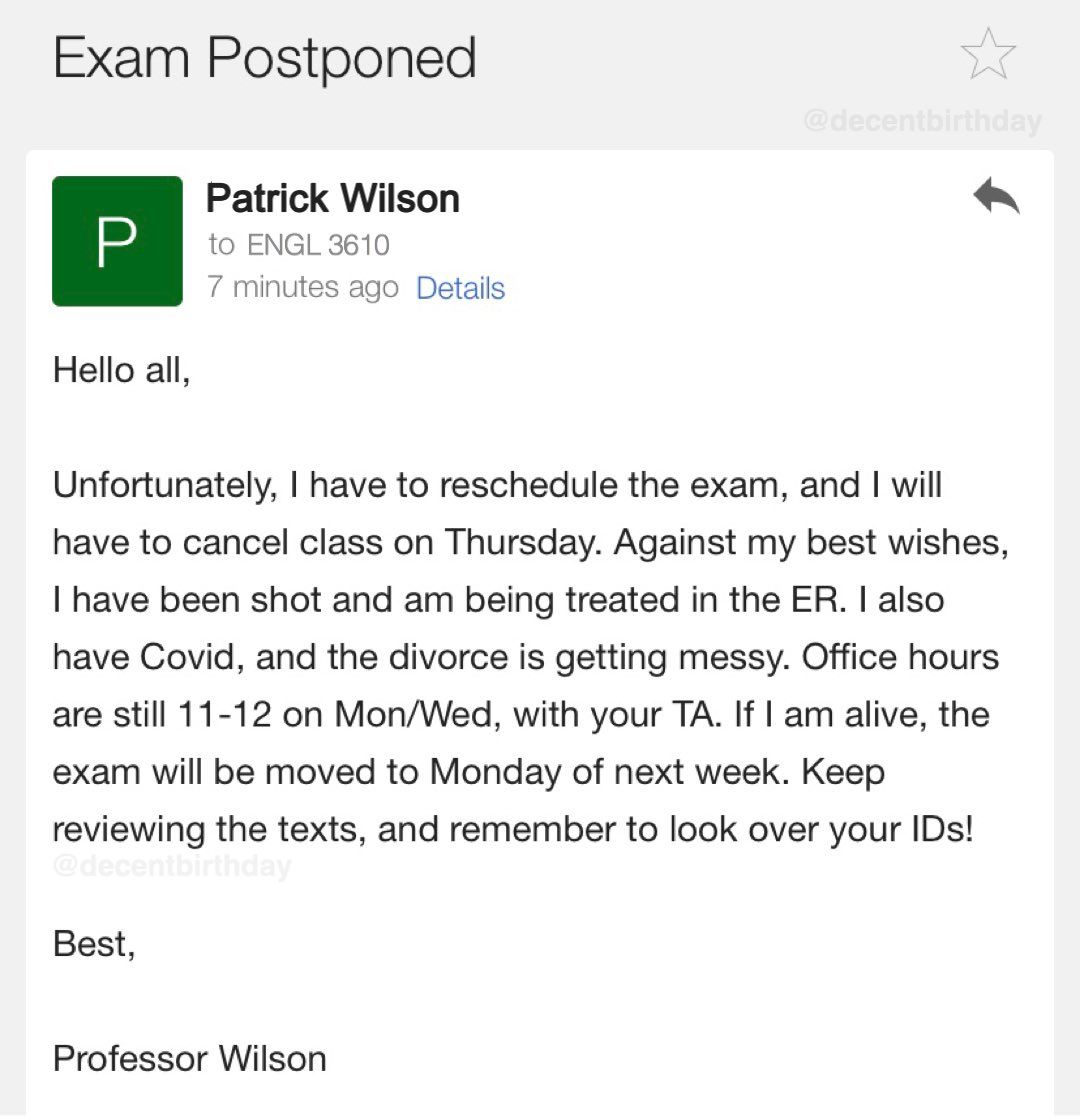 Exam Postponed
@decentbirthday
P
Patrick Wilson
to ENGL 3610
7 minutes ago Details
Hello all,
Unfortunately, I have to reschedule the exam, and I will
have to cancel class on Thursday. Against my best wishes,
I have been shot and am being treated in the ER. I also
have Covid, and the divorce is getting messy. Office hours
are still 11-12 on Mon/Wed, with your TA. If I am alive, the
exam will be moved to Monday of next week. Keep
reviewing the texts, and remember to look over your IDs!
@decentbirthday
Best,
Professor Wilson